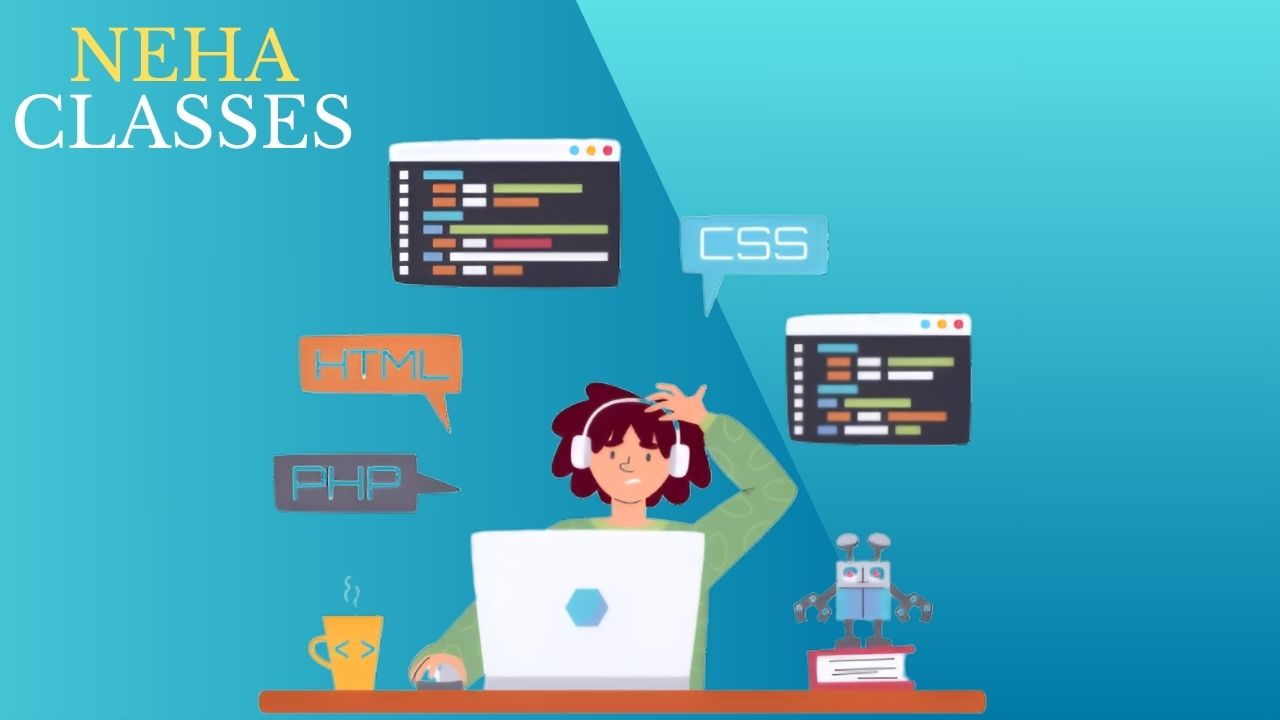 NEHA
CLASSES
CSS
HTML
PHP
< >